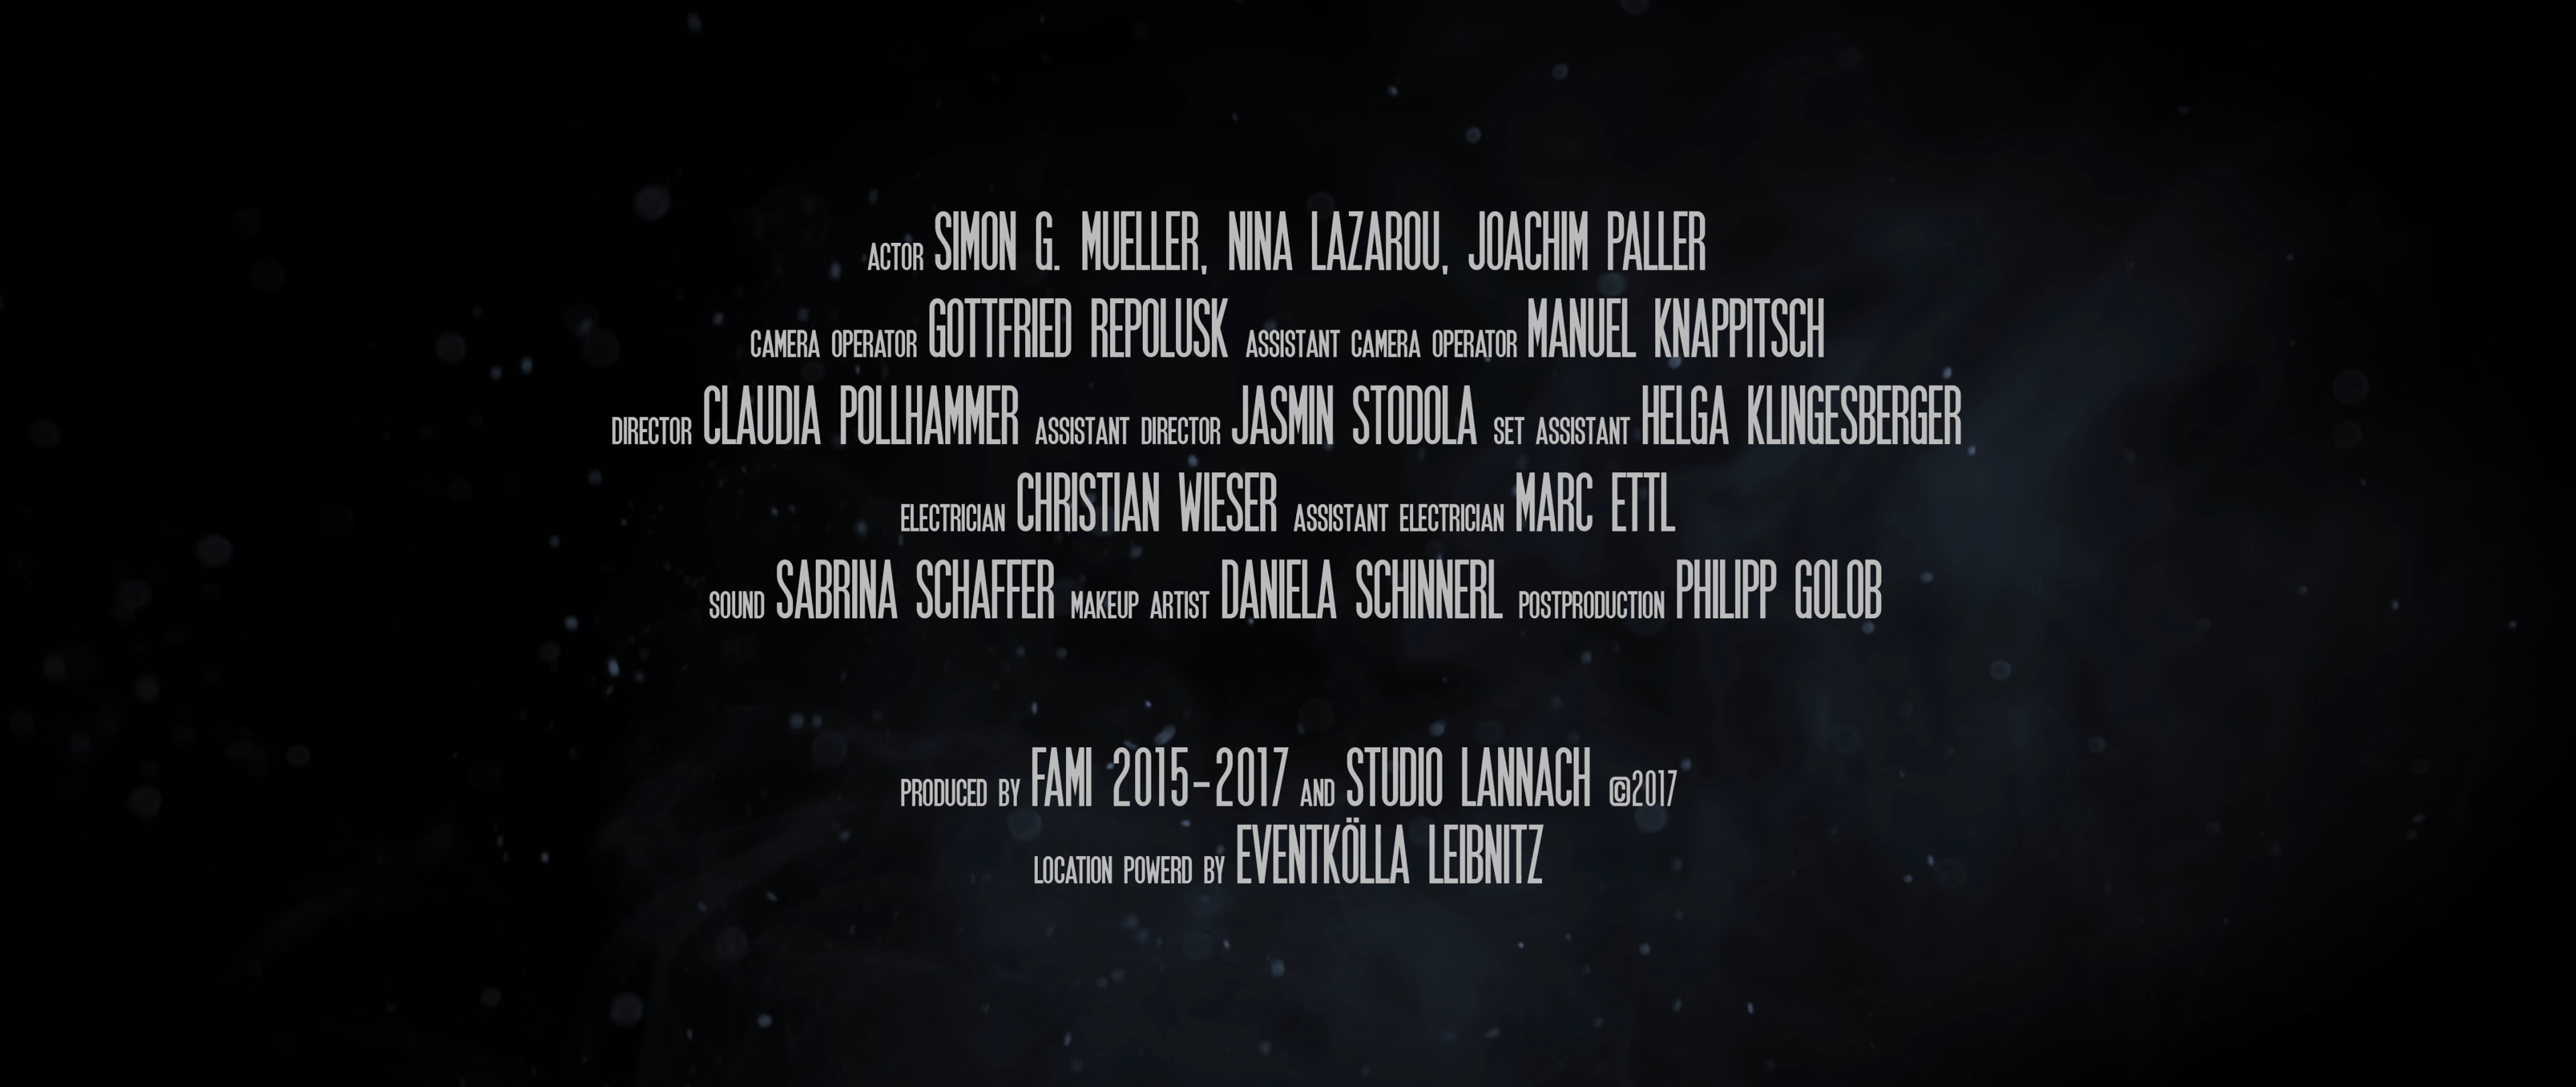 ACTOR SIMON G. MUELLER, NINA LAZAROU, JOACHIM PALLER
CAMERA OPERATOR GOTTFRIED REPOLUSK ASSISTANT CAMERA OPERATOR MANUEL KNAPPITSCH
DIRECTOR CLAUDIA POLLHAMMER ASSISTANT DIRECTOR JASMIN STODOLA SET ASSISTANT HELGA KLINGESBERGER
ELECTRICIAN CHRISTIAN WIESER ASSISTANT ELECTRICIAN MARC ETTL
SOUND SABRINA SCHAFFER MAKEUP ARTIST DANIELA SCHINNERL POSTPRODUCTION PHILIPP GOLOB
PRODUCED BY FAMI 2015-2017 AND STUDIO LANNACH ©2017
LOCATION POWERD BY EVENTKÖLLA LEIBNITZ